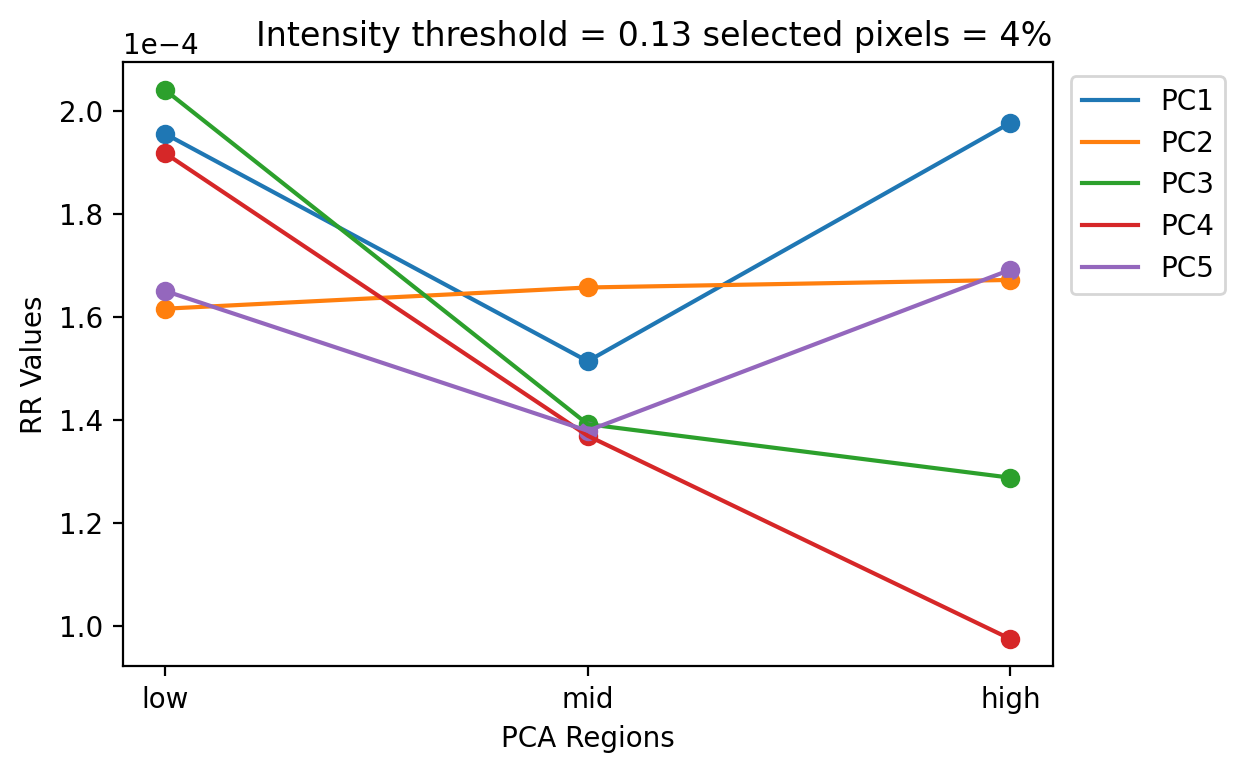 Intensity threshold = 0.13 selected pixels = 4%
1e−4
2.0
1.8
1.6
1.4
1.2
1.0
RR Values
low
mid
high
PCA Regions
PC1
PC2
PC3
PC4
PC5